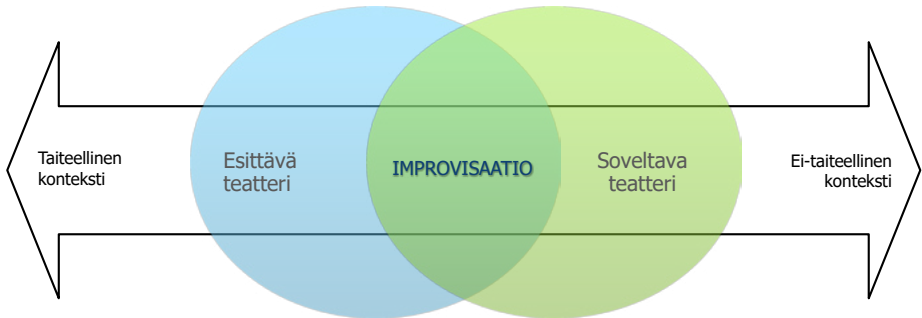 Taiteellinen
konteksti
Esittävä
teatteri
IMPROVISAATIO
Soveltava
teatteri
Ei-taiteellinen
konteksti